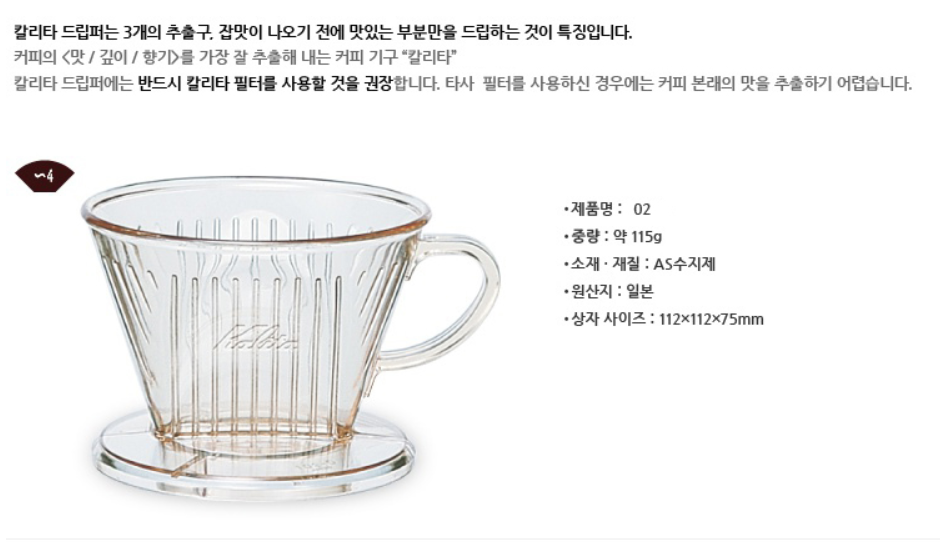 칼리타 드립퍼는 3개의 추출구, 잡맛이 나오기 전에 맛있는 부분만을 드립하는 것이 특징입니다.
커피의 <맛 / 깊이 / 향기>를 가장 잘 추출해 내는 커피 기구 “칼리타”
칼리타 드립퍼에는 반드시 칼리타 필터를 사용할 것을 권장합니다. 타사 필터를 사용하신 경우에는 커피 본래의 맛을 추출하기 어렵습니다.
~4
Kalita
•제품명 : 02
•중량 : 약 115g
•소재 · 재질 : AS수지제
•원산지 : 일본
•상자 사이즈 : 112×112×75mm